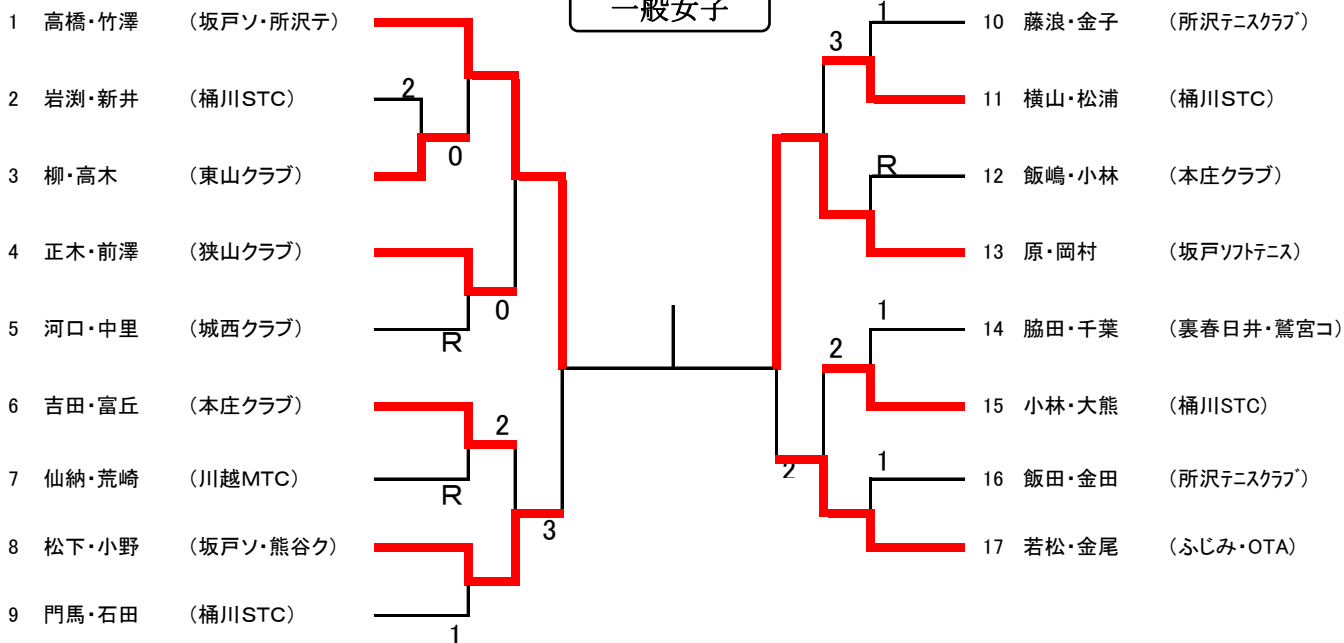 一般女子
1 高橋・竹澤 (坂戸ソ・所沢テ)
2 岩渕・新井 (桶川STC)
2
0
3 柳・高木 (東山クラブ)
4 正木・前澤 (狭山クラブ)
0
5 河口・中里 (城西クラブ)
R
6 吉田・富丘 (本庄クラブ)
2
7 仙納・荒崎 (川越MTC)
R
8 松下・小野 (坂戸ソ・熊谷ク)
3
9 門馬・石田 (桶川STC)
1
1
10 藤浪・金子 (所沢テニスクラブ)
3
11 横山・松浦 (桶川STC)
R
12 飯嶋・小林 (本庄クラブ)
13 原・岡村 (坂戸ソフトテニス)
1
14 脇田・千葉 (裏春日井・鷲宮コ)
2
15 小林・大熊 (桶川STC)
1
16 飯田・金田 (所沢テニスクラブ)
2
17 若松・金尾 (ふじみ・OTA)